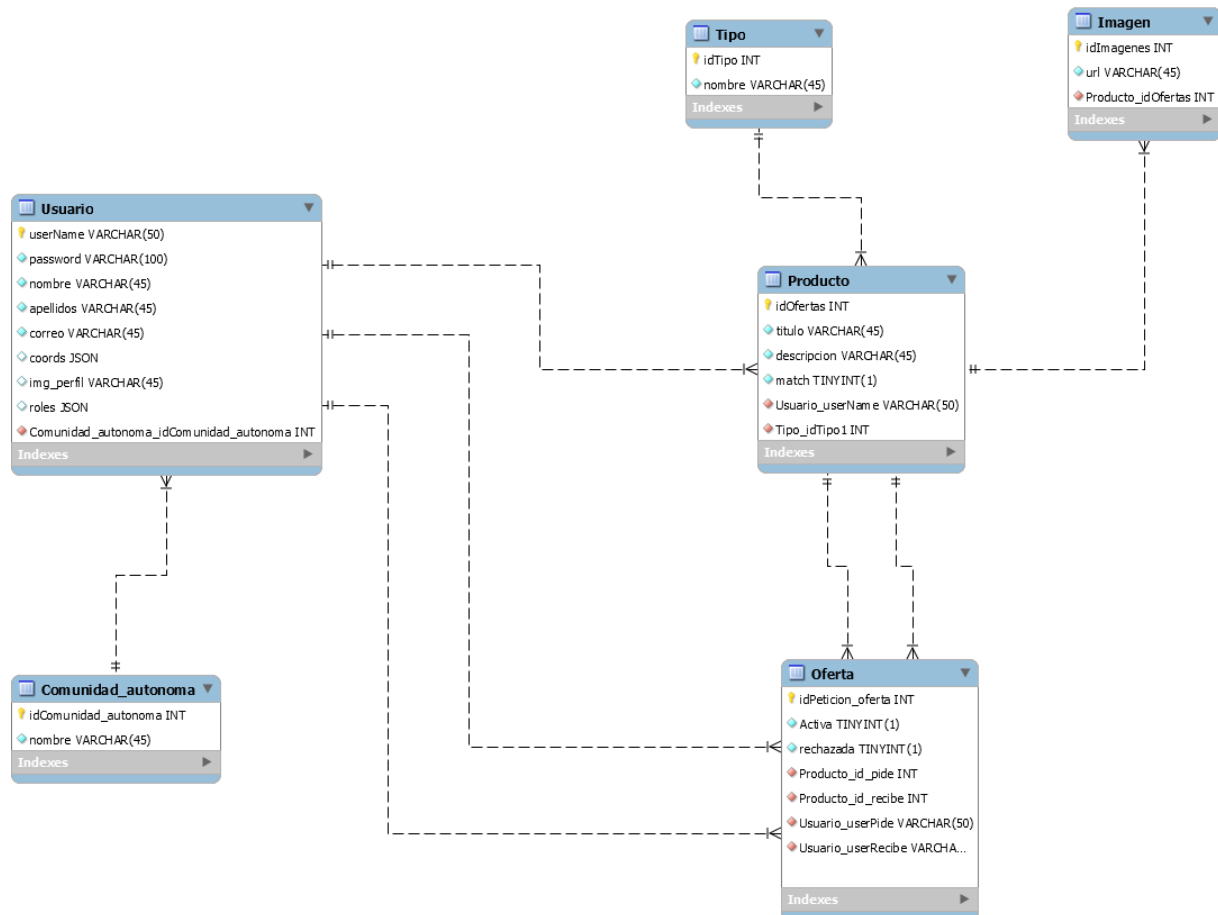 Tipo
idTipo INT
nombre VARCHAR(45)
Indexes
Imagen
idImagenes INT
url VARCHAR(45)
Producto_idOfertas INT
Indexes
Usuario
userName VARCHAR(50)
password VARCHAR(100)
nombre VARCHAR(45)
apellidos VARCHAR(45)
correo VARCHAR(45)
coords JSON
img_perfil VARCHAR(45)
roles JSON
Comunidad_autonoma_idComunidad_autonoma INT
Indexes
Producto
idOfertas INT
titulo VARCHAR(45)
descripcion VARCHAR(45)
match TINYINT(1)
Usuario_userName VARCHAR(50)
Tipo_idTipo1 INT
Indexes
Comunidad_autonoma
idComunidad_autonoma INT
nombre VARCHAR(45)
Indexes
Oferta
idPeticion_oferta INT
Activa TINYINT(1)
rechazada TINYINT(1)
Producto_id_pide INT
Producto_id_recibe INT
Usuario_userPide VARCHAR(50)
Usuario_userRecibe VARCHA...
Indexes